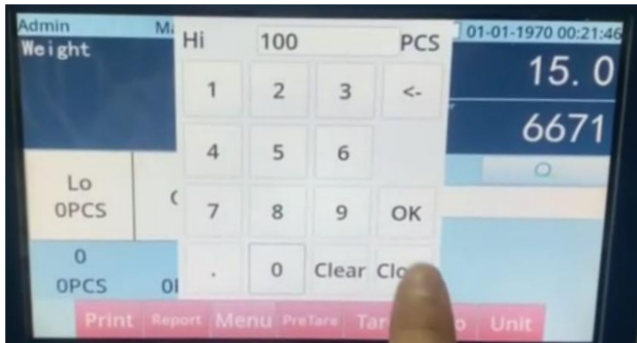 Admin
Weight
Hi 100 PCS
01-01-1970 00:21:46
15.0
6671
1 2 3 <-
4 5 6
7 8 9 OK
. 0 Clear
Lo
0PCS
0
0PCS
Print Report Menu PreTare Unit